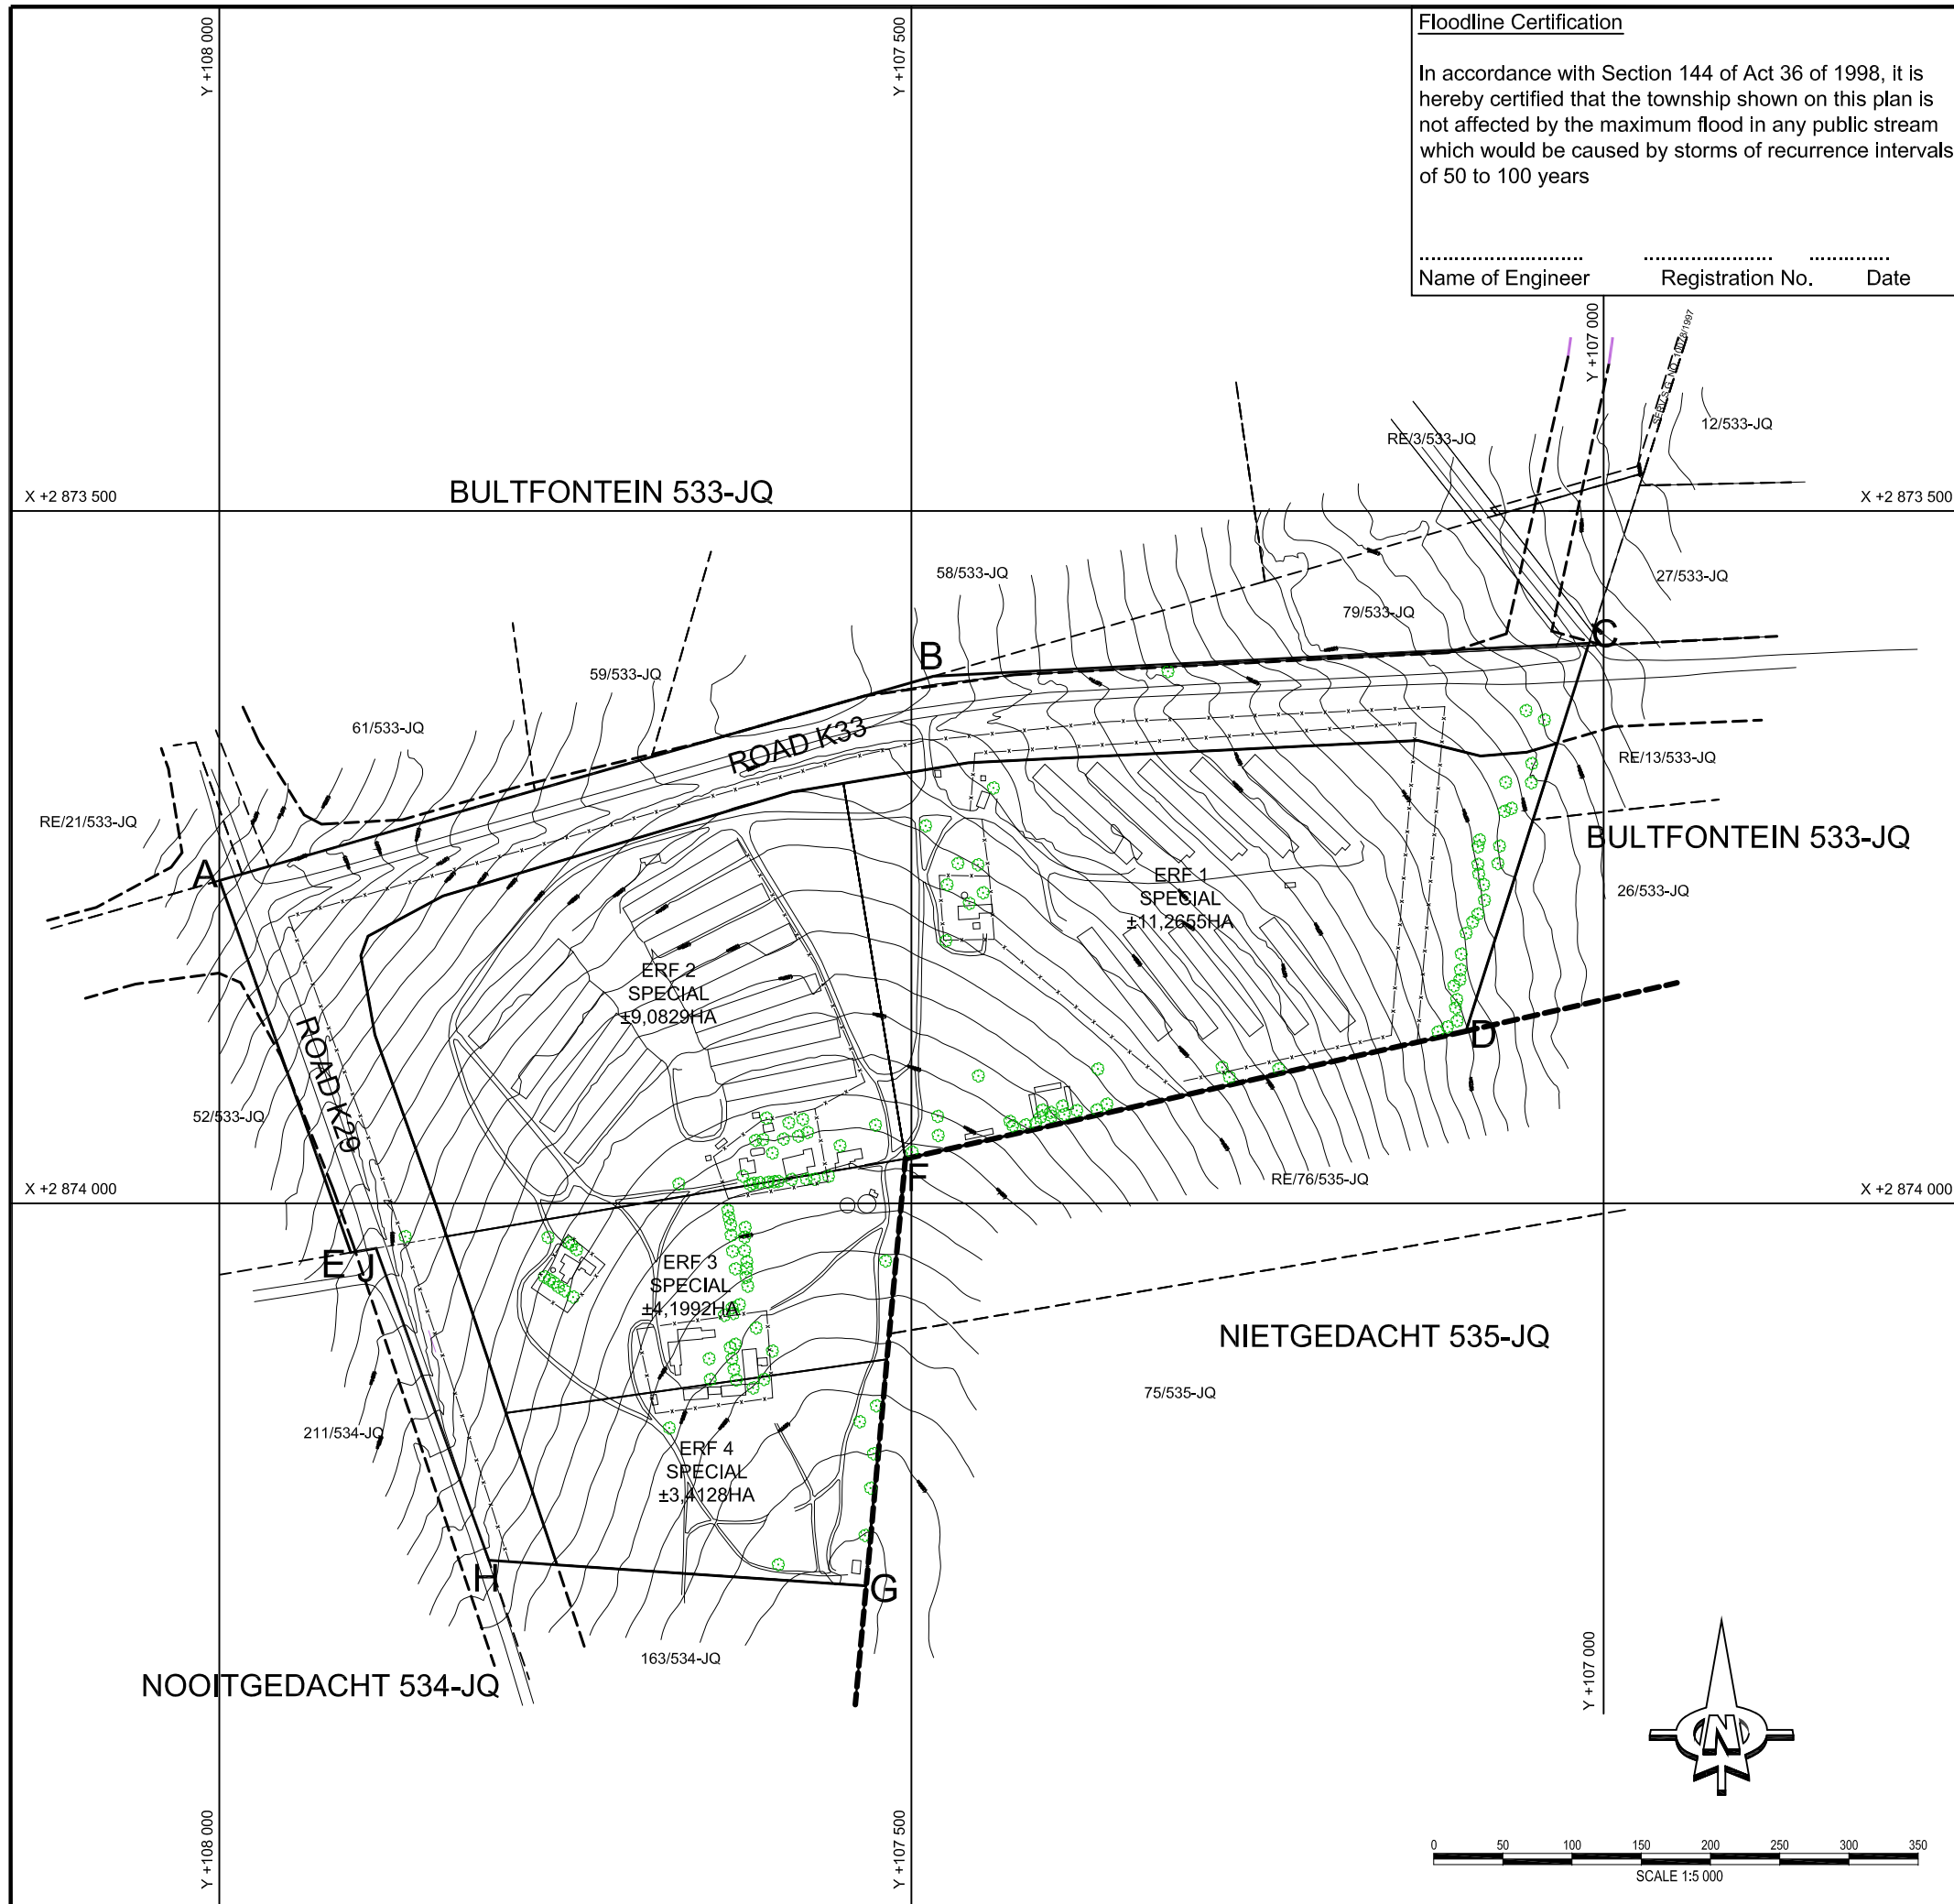 Floodline Certification
In accordance with Section 144 of Act 36 of 1998, it is
hereby certified that the township shown on this plan is
not affected by the maximum flood in any public stream
which would be caused by storms of recurrence intervals
of 50 to 100 years
Name of Engineer Registration No. Date
Y +108 000
Y +107 500
Y +107 000
12/533-JQ
RE/3/533-JQ
X +2 873 500
BULTFONTEIN 533-JQ
X +2 873 500
58/533-JQ
27/533-JQ
79/533-JQ
B
C
59/533-JQ
61/533-JQ
ROAD K33
RE/13/533-JQ
RE/21/533-JQ
BULTFONTEIN 533-JQ
A
ERF 1
SPECIAL
±11,2655HA
26/533-JQ
ERF 2
SPECIAL
±9,0829HA
ROAD K29
D
52/533-JQ
F
RE/76/535-JQ
X +2 874 000
X +2 874 000
E
J
ERF 3
SPECIAL
±4,1992HA
NIETGEDACHT 535-JQ
75/535-JQ
211/534-JQ
ERF 4
SPECIAL
±3,4128HA
H
G
163/534-JQ
NOOITGEDACHT 534-JQ
Y +107 000
N
Y +108 000
Y +107 500
0 50 100 150 200 250 300 350
SCALE 1:5 000